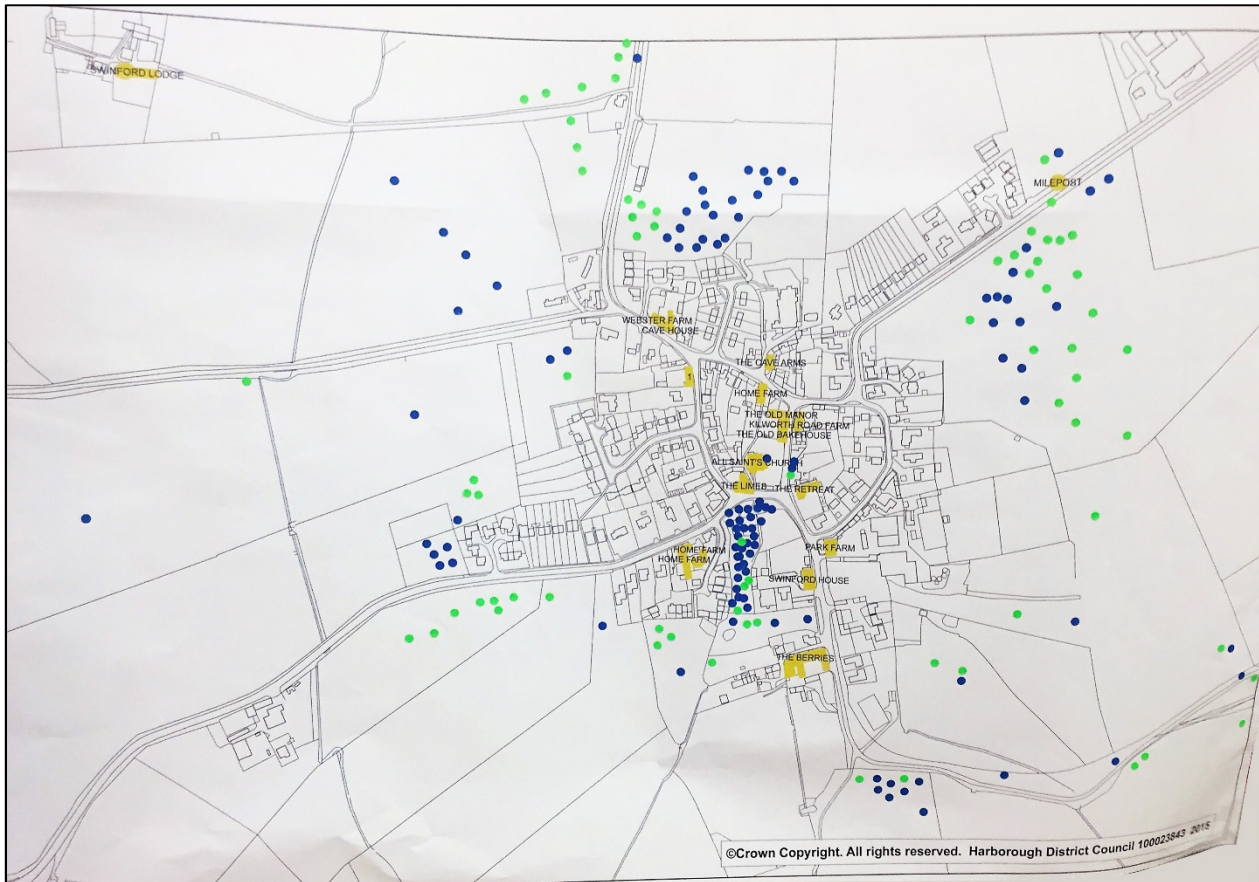 SWINFORD LODGE
MILEPOST
WEBSTER FARM
CAVE HOUSE
THE CAVE ARMS
1
HOME FARM
THE OLD MANOR
KILWORTH ROAD FARM
THE OLD BAKEHOUSE
ALL SAINT'S CHURCH
THE LIMES
THE RETREAT
HOME FARM
HOME FARM
PARK FARM
SWINFORD HOUSE
THE BERRIES
©Crown Copyright. All rights reserved. Harborough District Council 100023843 2015